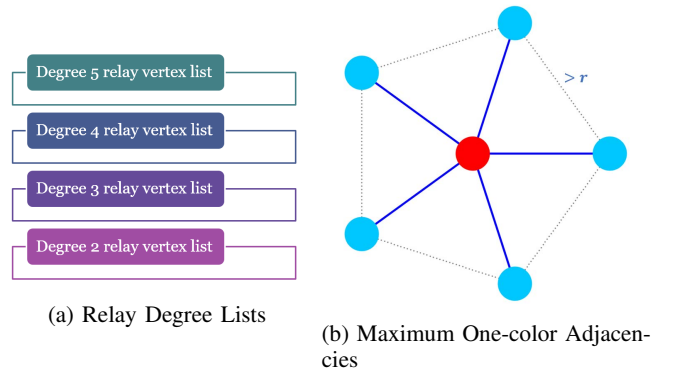 Degree 5 relay vertex list
Degree 4 relay vertex list
Degree 3 relay vertex list
Degree 2 relay vertex list
(a) Relay Degree Lists
> r
(b) Maximum One-color Adjacen-
cies